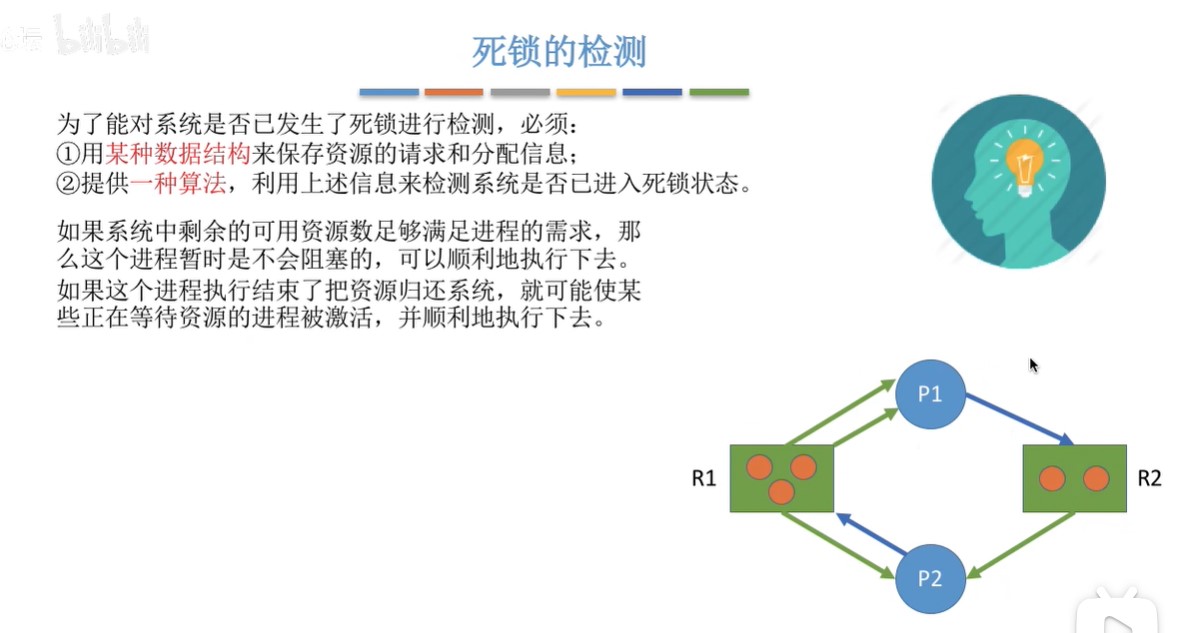 bilibili
死锁的检测
为了能对系统是否已发生了死锁进行检测，必须：
①用某种数据结构来保存资源的请求和分配信息；
②提供一种算法，利用上述信息来检测系统是否已进入死锁状态。
如果系统中剩余的可用资源数足够满足进程的需求，那
么这个进程暂时是不会阻塞的，可以顺利地执行下去。
如果这个进程执行结束了把资源归还系统，就可能使某
些正在等待资源的进程被激活，并顺利地执行下去。
P1
R1
R2
P2